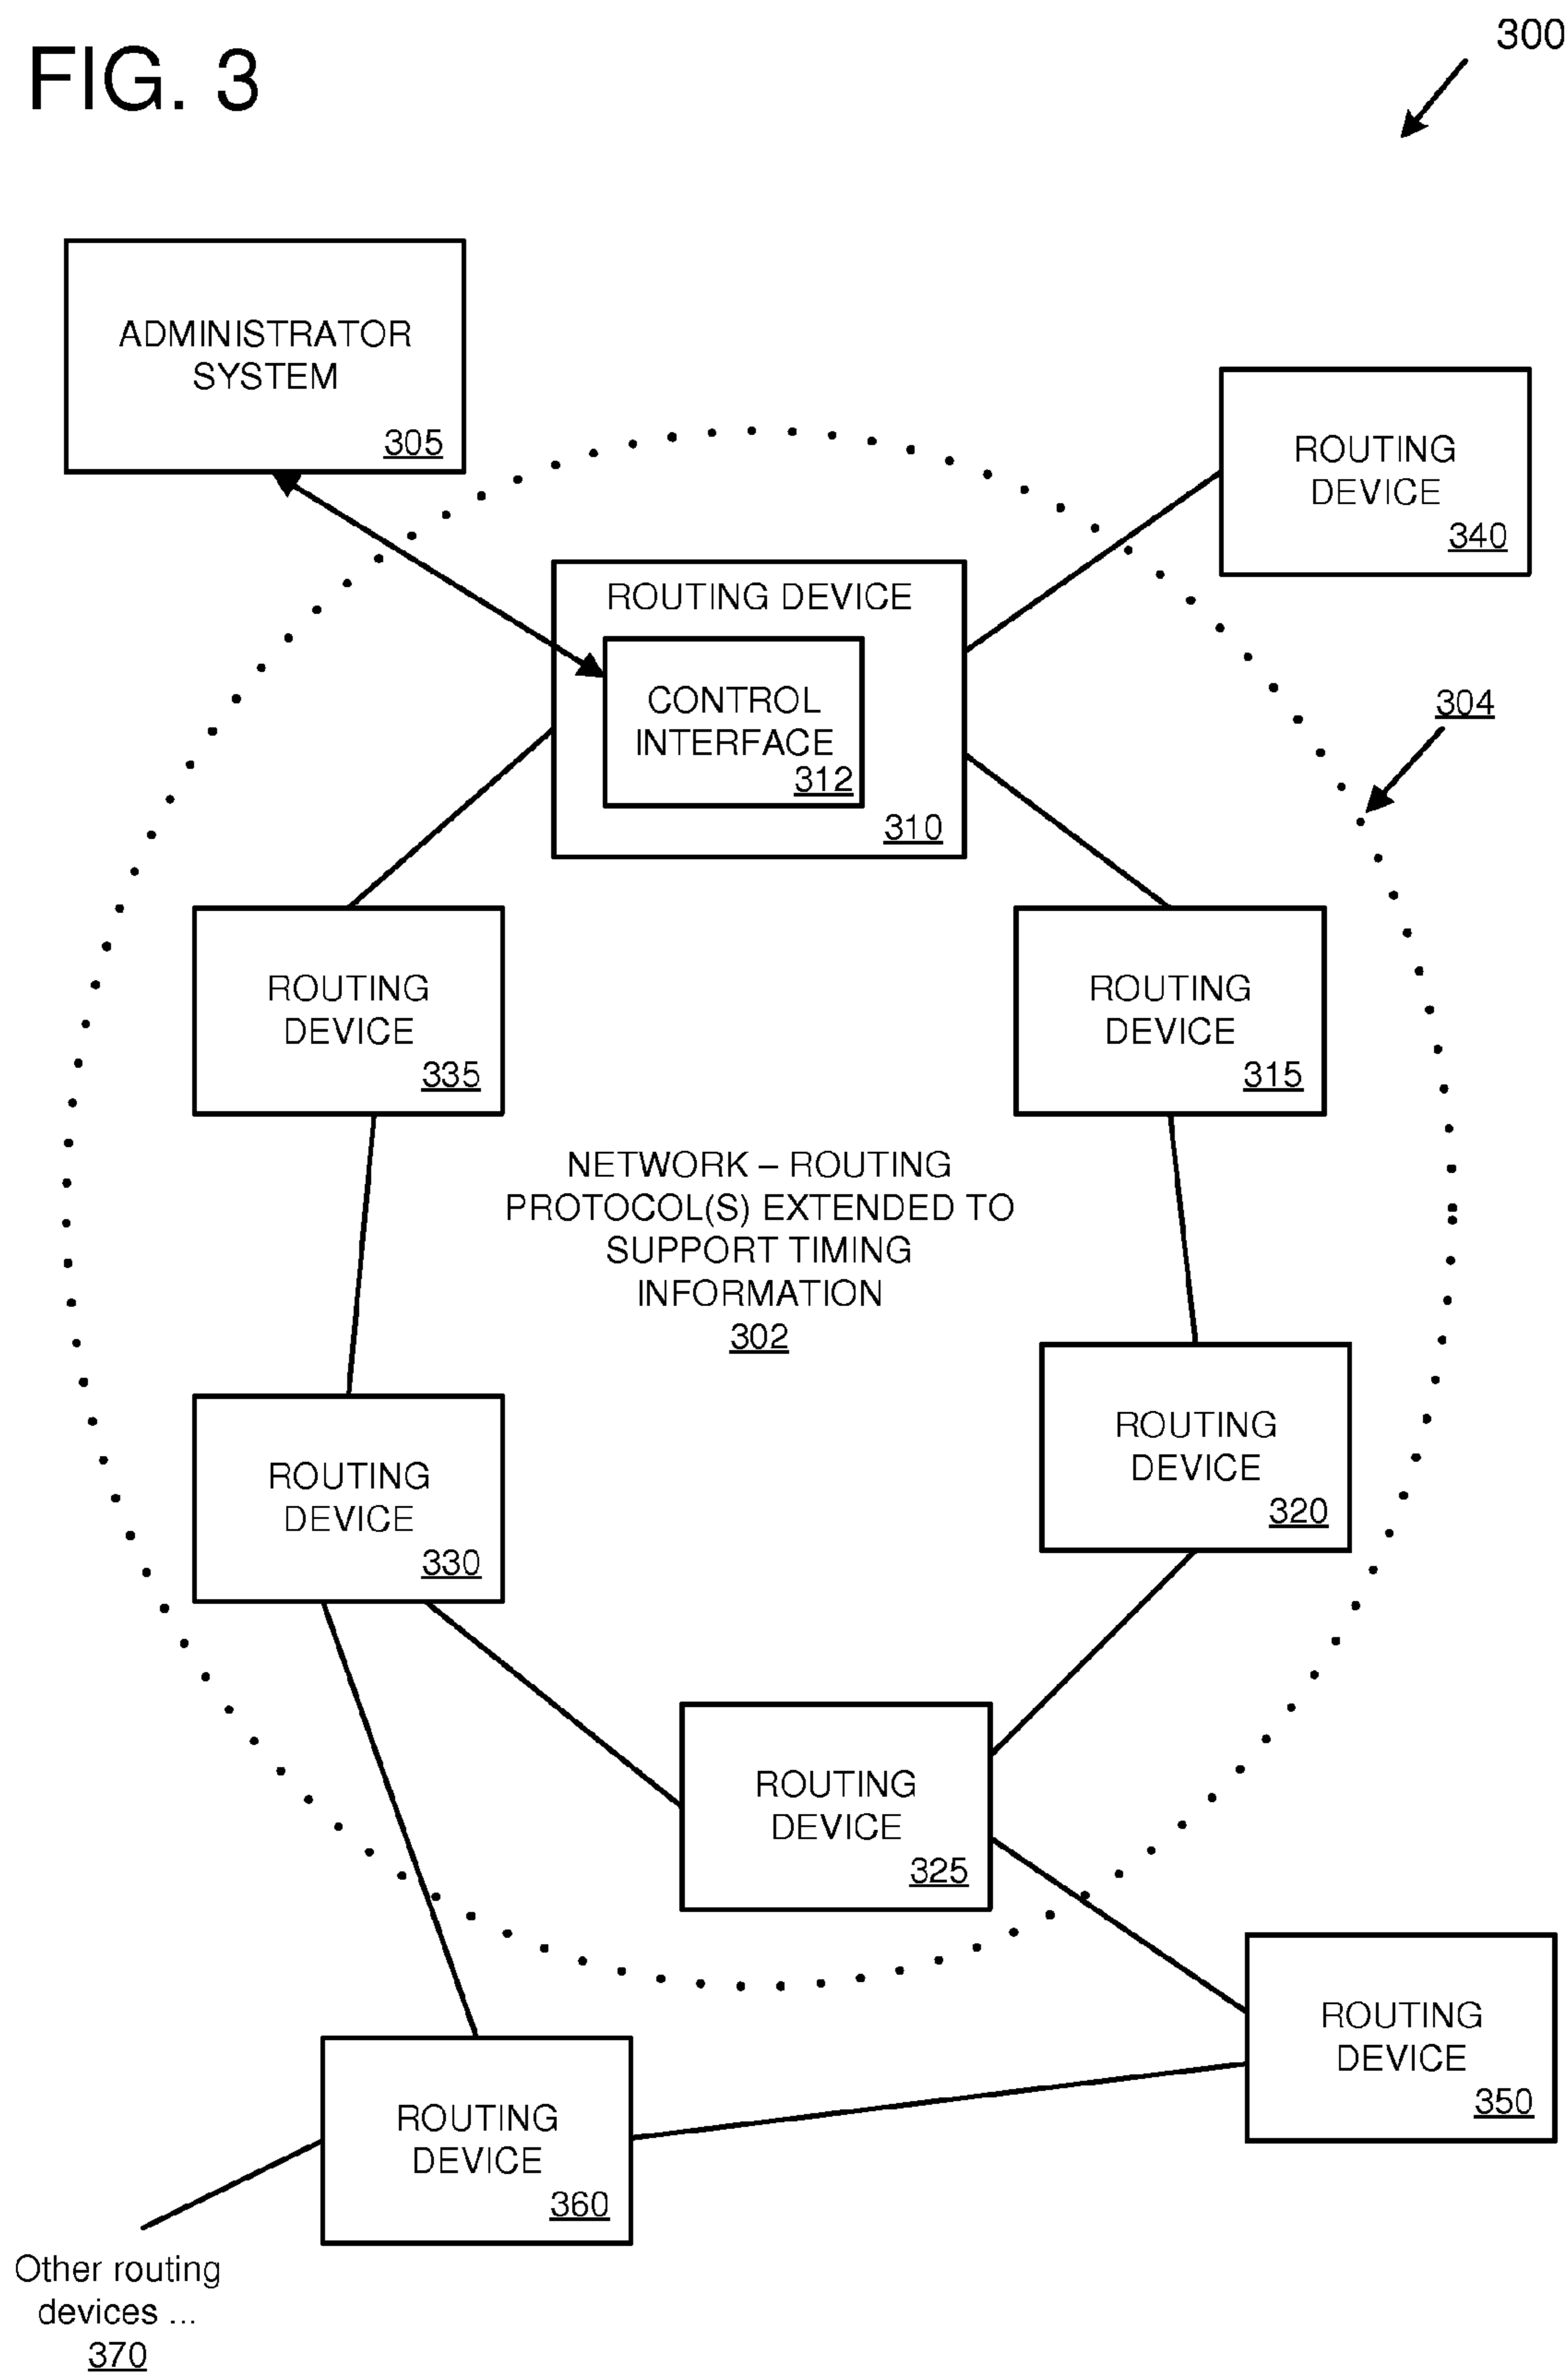 FIG. 3
300
ADMINISTRATOR
SYSTEM
305
ROUTING
DEVICE
340
ROUTING DEVICE
CONTROL
INTERFACE
312
310
304
ROUTING
DEVICE
335
ROUTING
DEVICE
315
NETWORK – ROUTING
PROTOCOL(S) EXTENDED TO
SUPPORT TIMING
INFORMATION
302
ROUTING
DEVICE
320
ROUTING
DEVICE
330
ROUTING
DEVICE
325
ROUTING
DEVICE
350
ROUTING
DEVICE
360
Other routing
devices ...
370